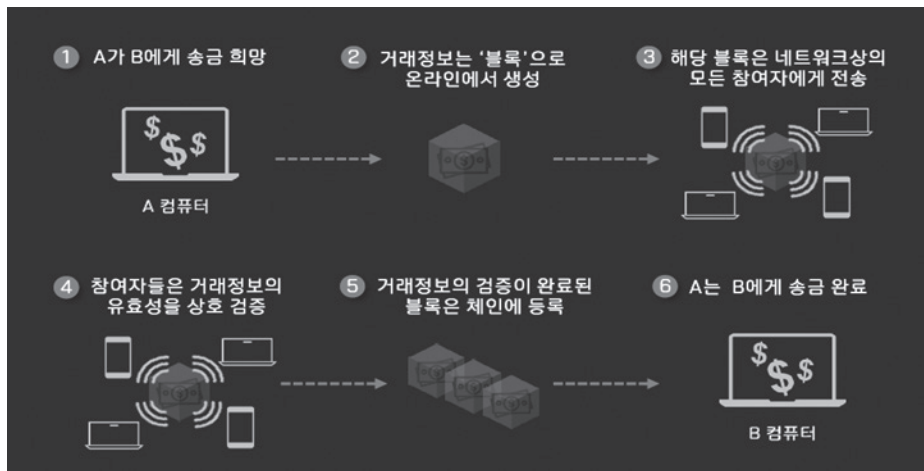 1 A가 B에게 송금 희망
2 거래정보는 '블록'으로
온라인에서 생성
3 해당 블록은 네트워크상의
모든 참여자에게 전송
$ $ $
A 컴퓨터
4 참여자들은 거래정보의
유효성을 상호 검증
5 거래정보의 검증이 완료된
블록은 체인에 등록
6 A는 B에게 송금 완료
$ $ $
B 컴퓨터